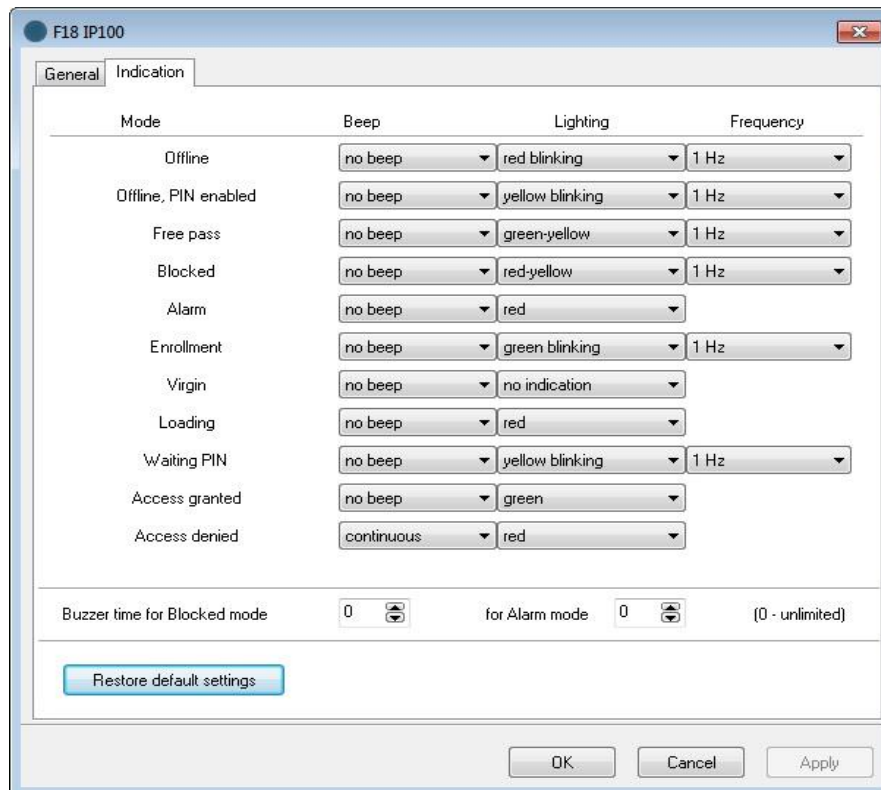 F18 IP100
General Indication
Mode Beep Lighting Frequency
Offline no beep red blinking 1 Hz
Offline, PIN enabled no beep yellow blinking 1 Hz
Free pass no beep green-yellow 1 Hz
Blocked no beep red-yellow 1 Hz
Alarm no beep red
Enrollment no beep green blinking 1 Hz
Virgin no beep no indication
Loading no beep red
Waiting PIN no beep yellow blinking 1 Hz
Access granted no beep green
Access denied continuous red
Buzzer time for Blocked mode 0 for Alarm mode 0 (0 - unlimited)
Restore default settings
OK Cancel Apply